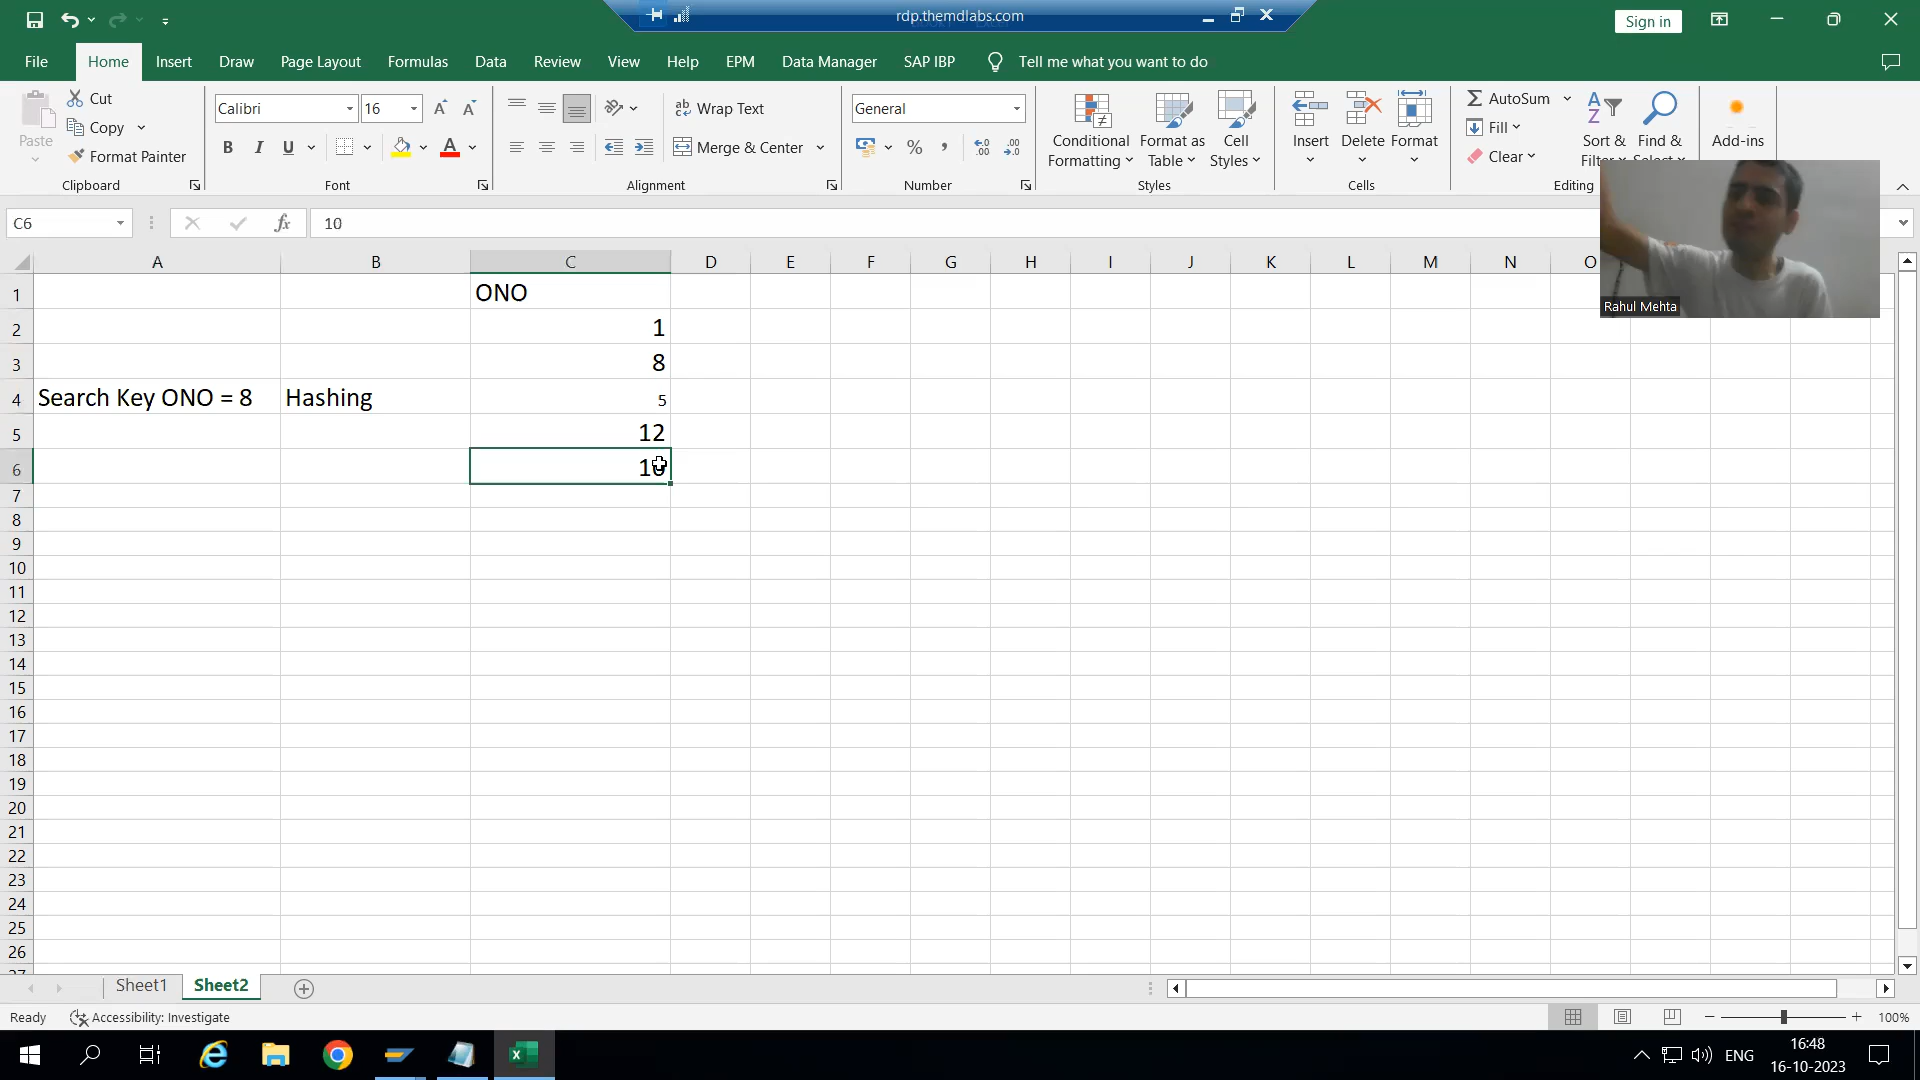 rdp.themdlabs.com
Sign in
File Home Insert Draw Page Layout Formulas Data Review View Help EPM Data Manager SAP IBP Tell me what you want to do
Paste
Cut
Copy
Format Painter
Clipboard
Calibri 16
B I U
Font
Wrap Text
Merge & Center
Alignment
General
Number
Conditional Formatting
Format as Table
Cell Styles
Styles
Insert
Delete
Format
Cells
AutoSum
Fill
Clear
Sort &
Find &
Editing
Add-ins
Rahul Mehta
C6 fx 10
A B C D E F G H I J K L M N O
1 ONO
2 1
3 8
4 Search Key ONO = 8 Hashing 5
5 12
6 10
7
8
9
10
11
12
13
14
15
16
17
18
19
20
21
22
23
24
25
26
Sheet1 Sheet2
Ready Accessibility: Investigate 100%
ENG
16:48
16-10-2023